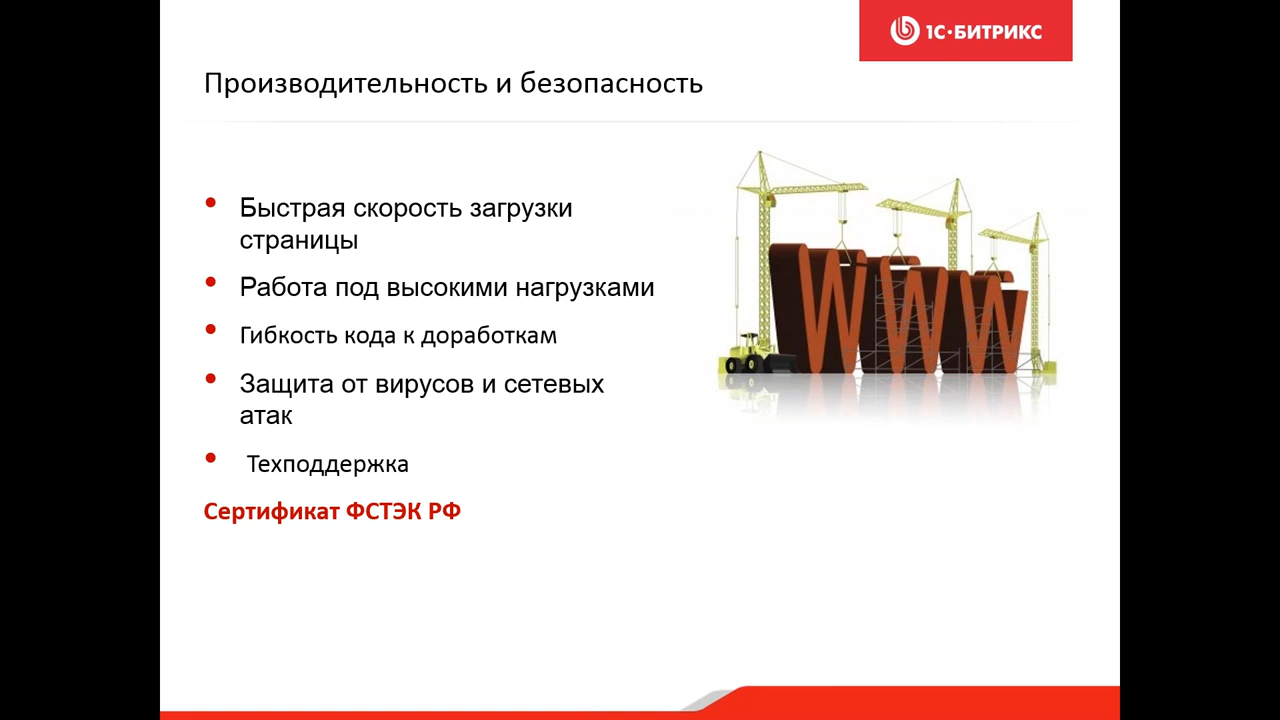 1С·БИТРИКС
Производительность и безопасность
• Быстрая скорость загрузки
страницы
• Работа под высокими нагрузками
• Гибкость кода к доработкам
• Защита от вирусов и сетевых
атак
• Техподдержка
Сертификат ФСТЭК РФ
WWW